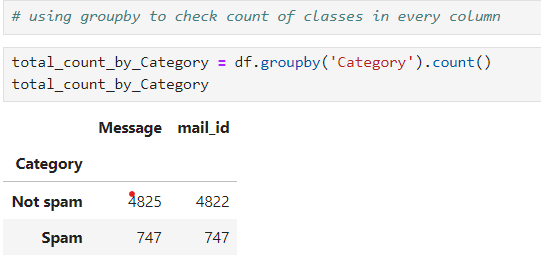 # using groupby to check count of classes in every column
total_count_by_Category = df.groupby('Category').count()
total_count_by_Category
Message mail_id
Category
Not spam 4825 4822
Spam 747 747